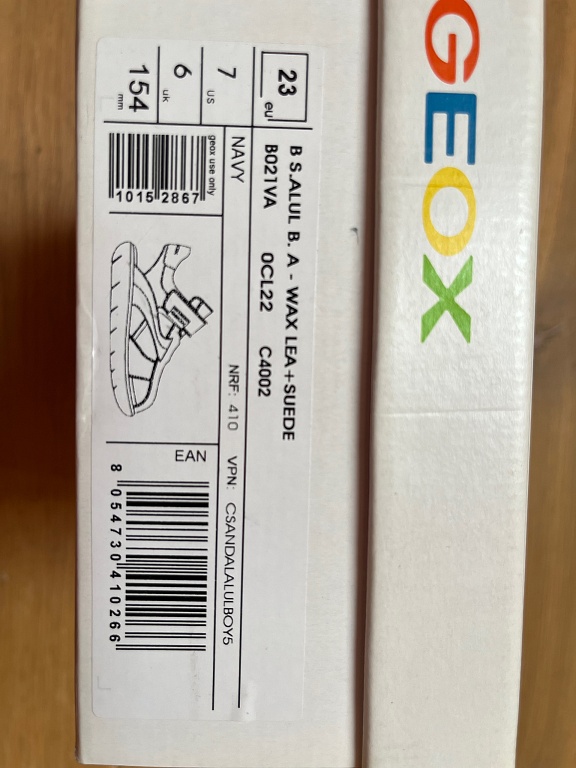 GEOX
23 eu
7 US
6 uk
154 mm
B S.ALUL B. A - WAX LEA+SUEDE
B021VA 0CL22 C4002
NAVY
NRF: 410 VPN: CSANDALALULBOY5
geox use only
1015 2867
EAN
8 054730 410266